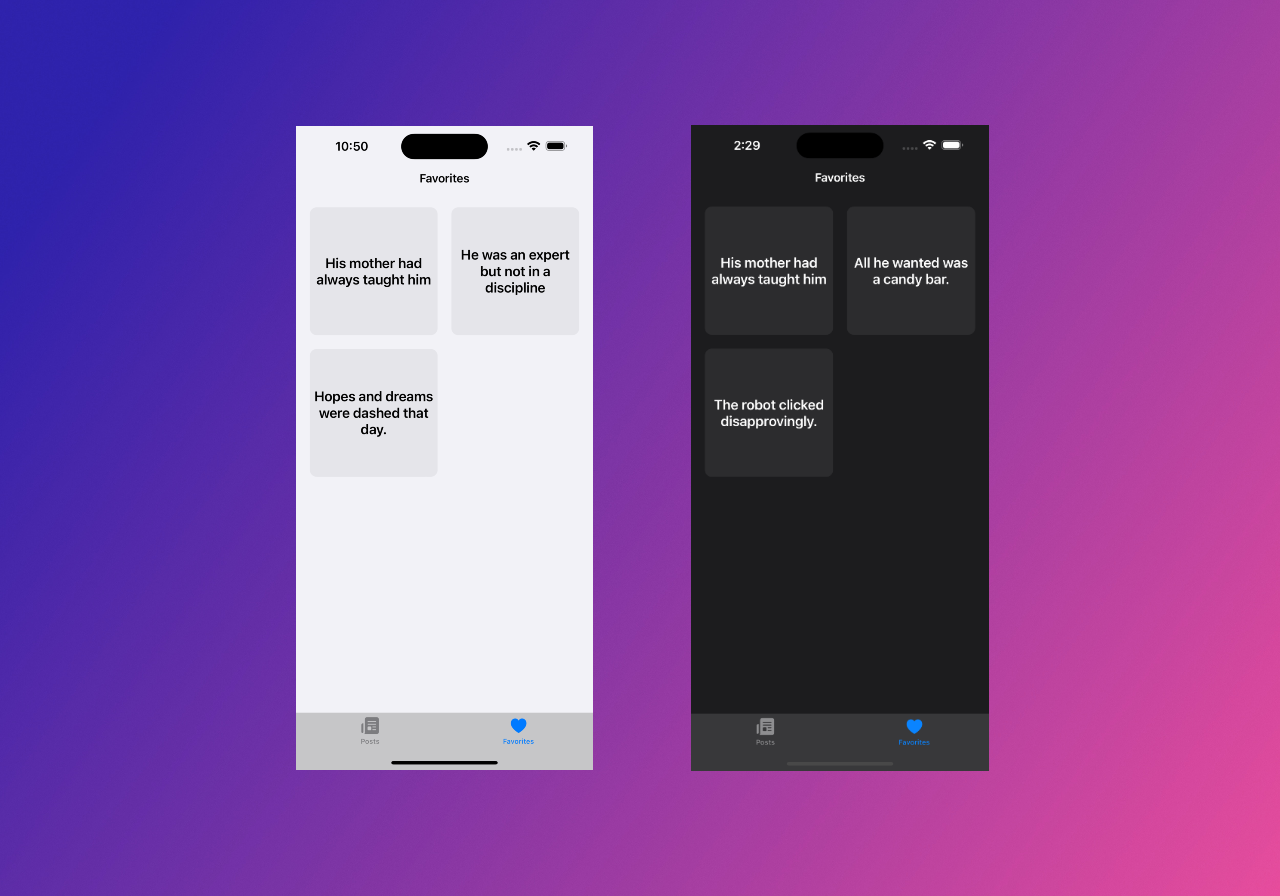 10:50
Favorites
His mother had
always taught him
He was an expert
but not in a
discipline
Hopes and dreams
were dashed that
day.
Posts
Favorites
2:29
Favorites
His mother had
always taught him
All he wanted was
a candy bar.
The robot clicked
disapprovingly.
Posts
Favorites